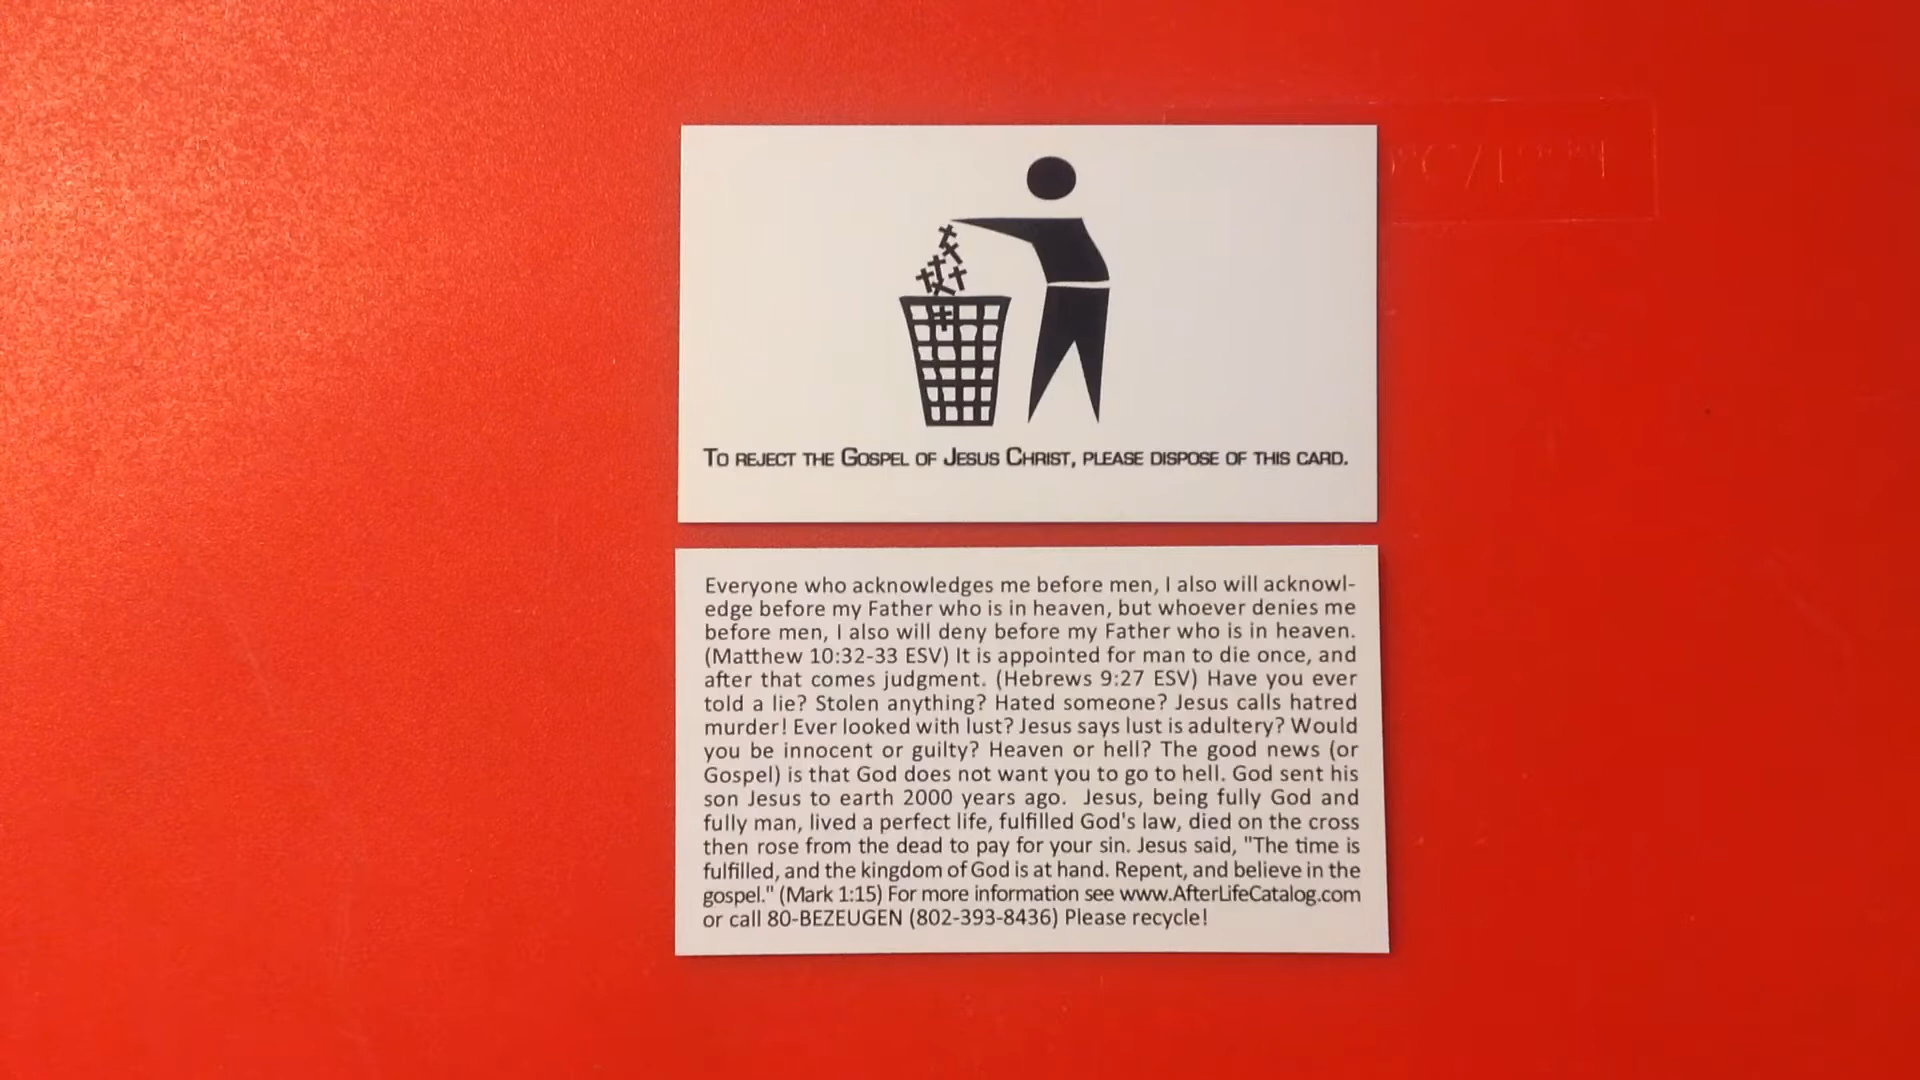 To reject the Gospel of Jesus Christ, please dispose of this card.
Everyone who acknowledges me before men, I also will acknowl-
edge before my Father who is in heaven, but whoever denies me
before men, I also will deny before my Father who is in heaven.
(Matthew 10:32-33 ESV) It is appointed for man to die once, and
after that comes judgment. (Hebrews 9:27 ESV) Have you ever
told a lie? Stolen anything? Hated someone? Jesus calls hatred
murder! Ever looked with lust? Jesus says lust is adultery? Would
you be innocent or guilty? Heaven or hell? The good news (or
Gospel) is that God does not want you to go to hell. God sent his
son Jesus to earth 2000 years ago. Jesus, being fully God and
fully man, lived a perfect life, fulfilled God's law, died on the cross
then rose from the dead to pay for your sin. Jesus said, "The time is
fulfilled, and the kingdom of God is at hand. Repent, and believe in the
gospel." (Mark 1:15) For more information see www.AfterLifeCatalog.com
or call 80-BEZEUGEN (802-393-8436) Please recycle!